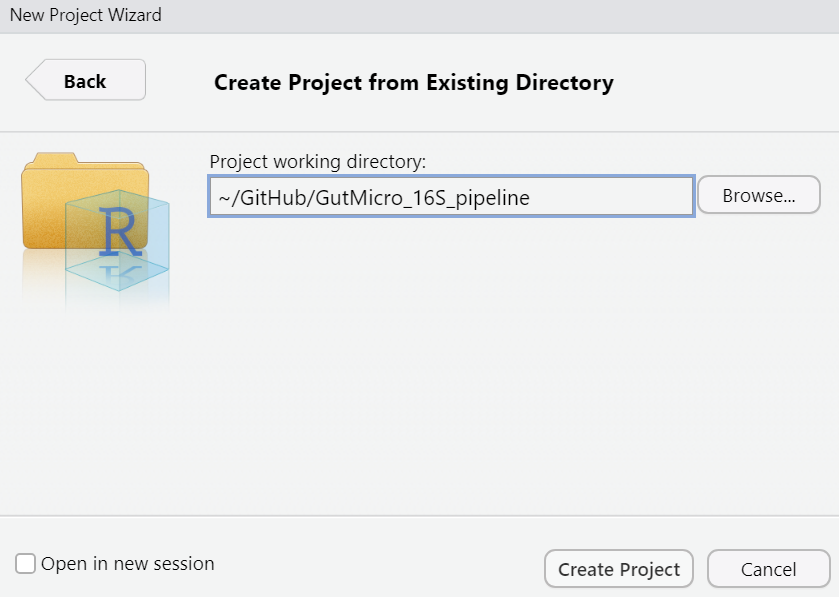 New Project Wizard
Back
Create Project from Existing Directory
Project working directory:
~/GitHub/GutMicro_16S_pipeline
Browse...
R
Open in new session
Create Project
Cancel